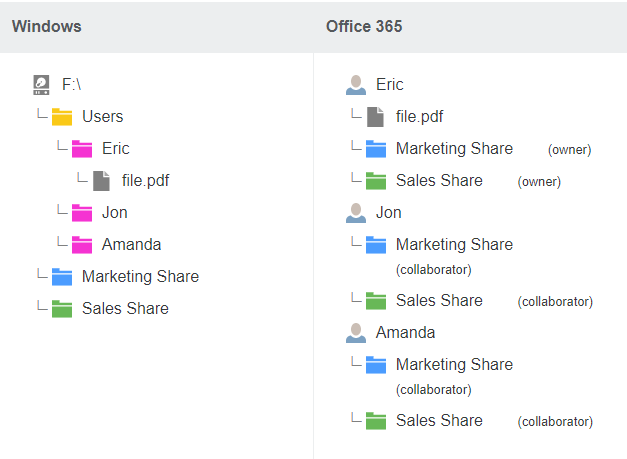 Windows
Office 365
F:\
Users
Eric
file.pdf
Jon
Amanda
Marketing Share
Sales Share
Eric
file.pdf
Marketing Share (owner)
Sales Share (owner)
Jon
Marketing Share
(collaborator)
Sales Share (collaborator)
Amanda
Marketing Share
(collaborator)
Sales Share (collaborator)